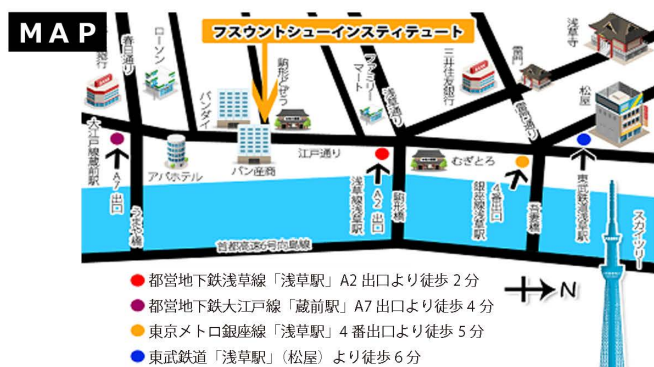 MAP
フスウントシューインスティテュート
春日通り
ローソン
銀行
バンダイ
駒形どぜう
ファミリーマート
浅草通り
三井住友銀行
雷門
雷門通り
浅草寺
松屋
大江戸線蔵前駅
A7出口
アパホテル
バン産商
江戸通り
浅草線浅草駅
A2出口
駒形橋
むぎとろ
銀座線浅草駅
4番出口
吾妻橋
東武鉄道浅草駅
スカイツリー
うまや橋
首都高速6号向島線
都営地下鉄浅草線「浅草駅」A2出口より徒歩2分
都営地下鉄大江戸線「蔵前駅」A7出口より徒歩4分
東京メトロ銀座線「浅草駅」4番出口より徒歩5分
東武鉄道「浅草駅」（松屋）より徒歩6分
N